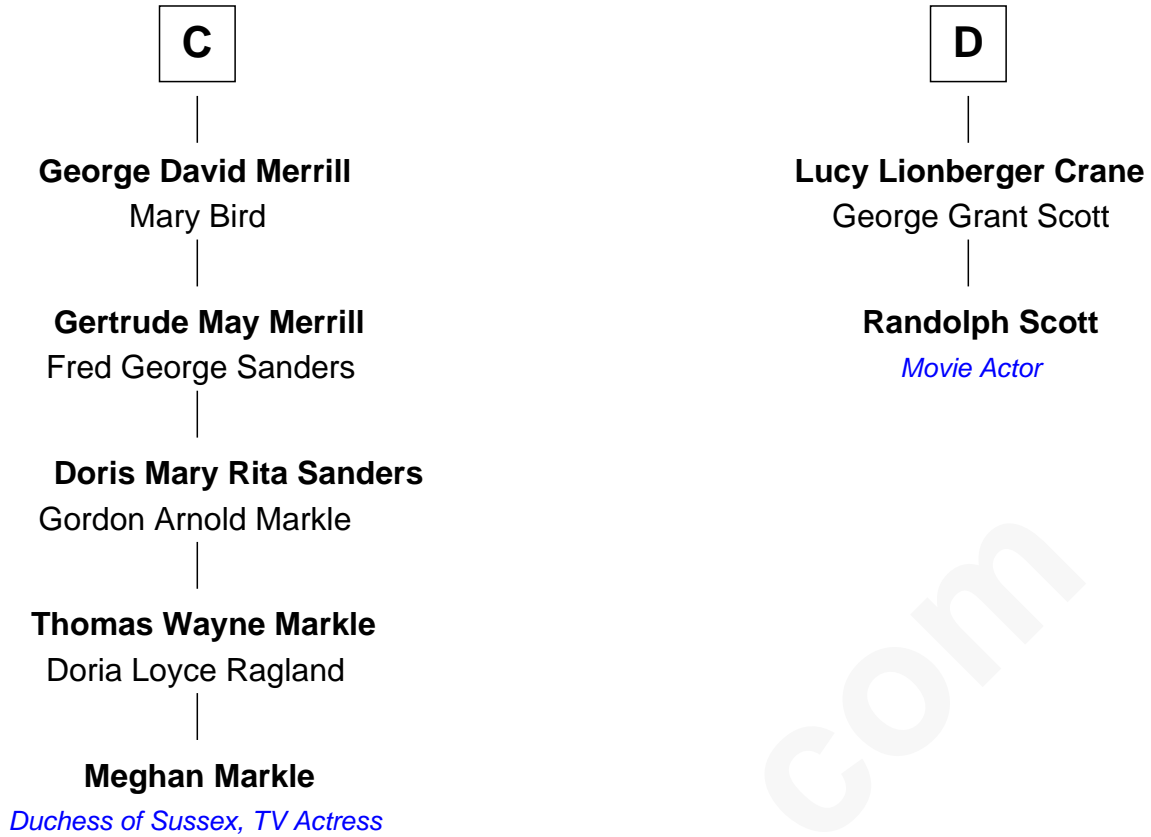 C
George David Merrill
Mary Bird
Gertrude May Merrill
Fred George Sanders
Doris Mary Rita Sanders
Gordon Arnold Markle
Thomas Wayne Markle
Doria Loyce Ragland
Meghan Markle
Duchess of Sussex, TV Actress
D
Lucy Lionberger Crane
George Grant Scott
Randolph Scott
Movie Actor
com